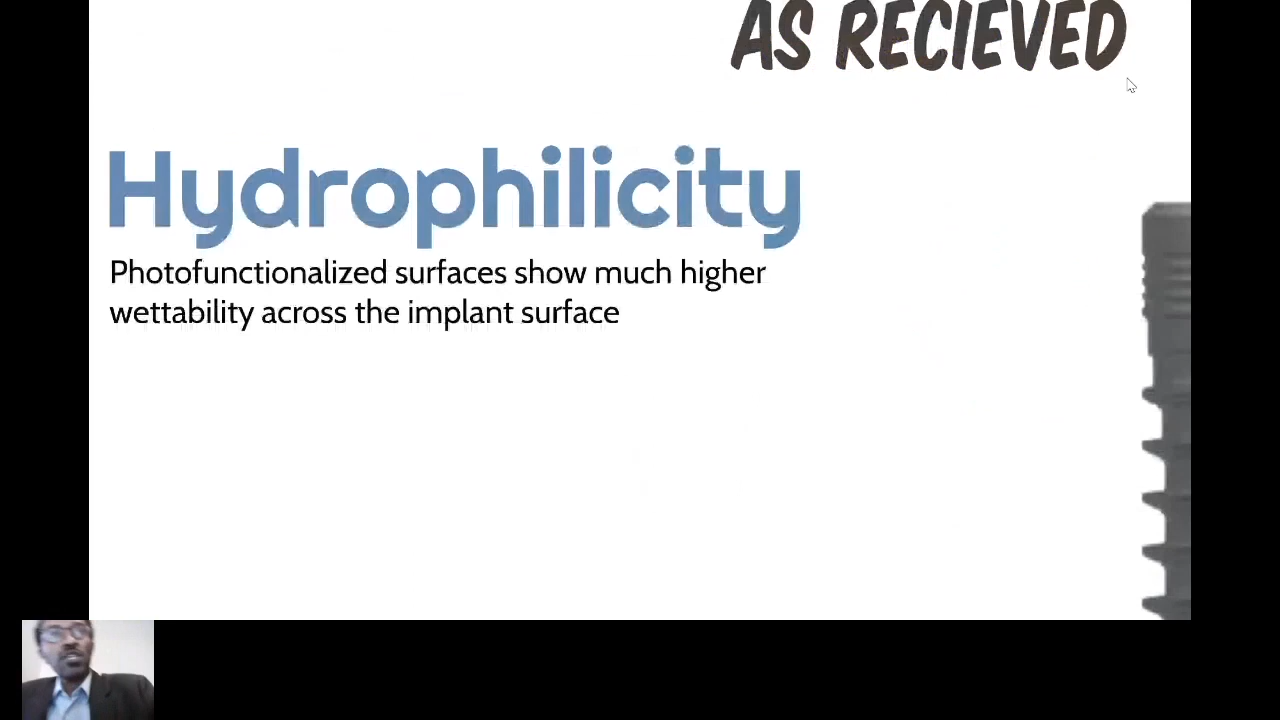 AS RECIEVED
Hydrophilicity
Photofunctionalized surfaces show much higher
wettability across the implant surface